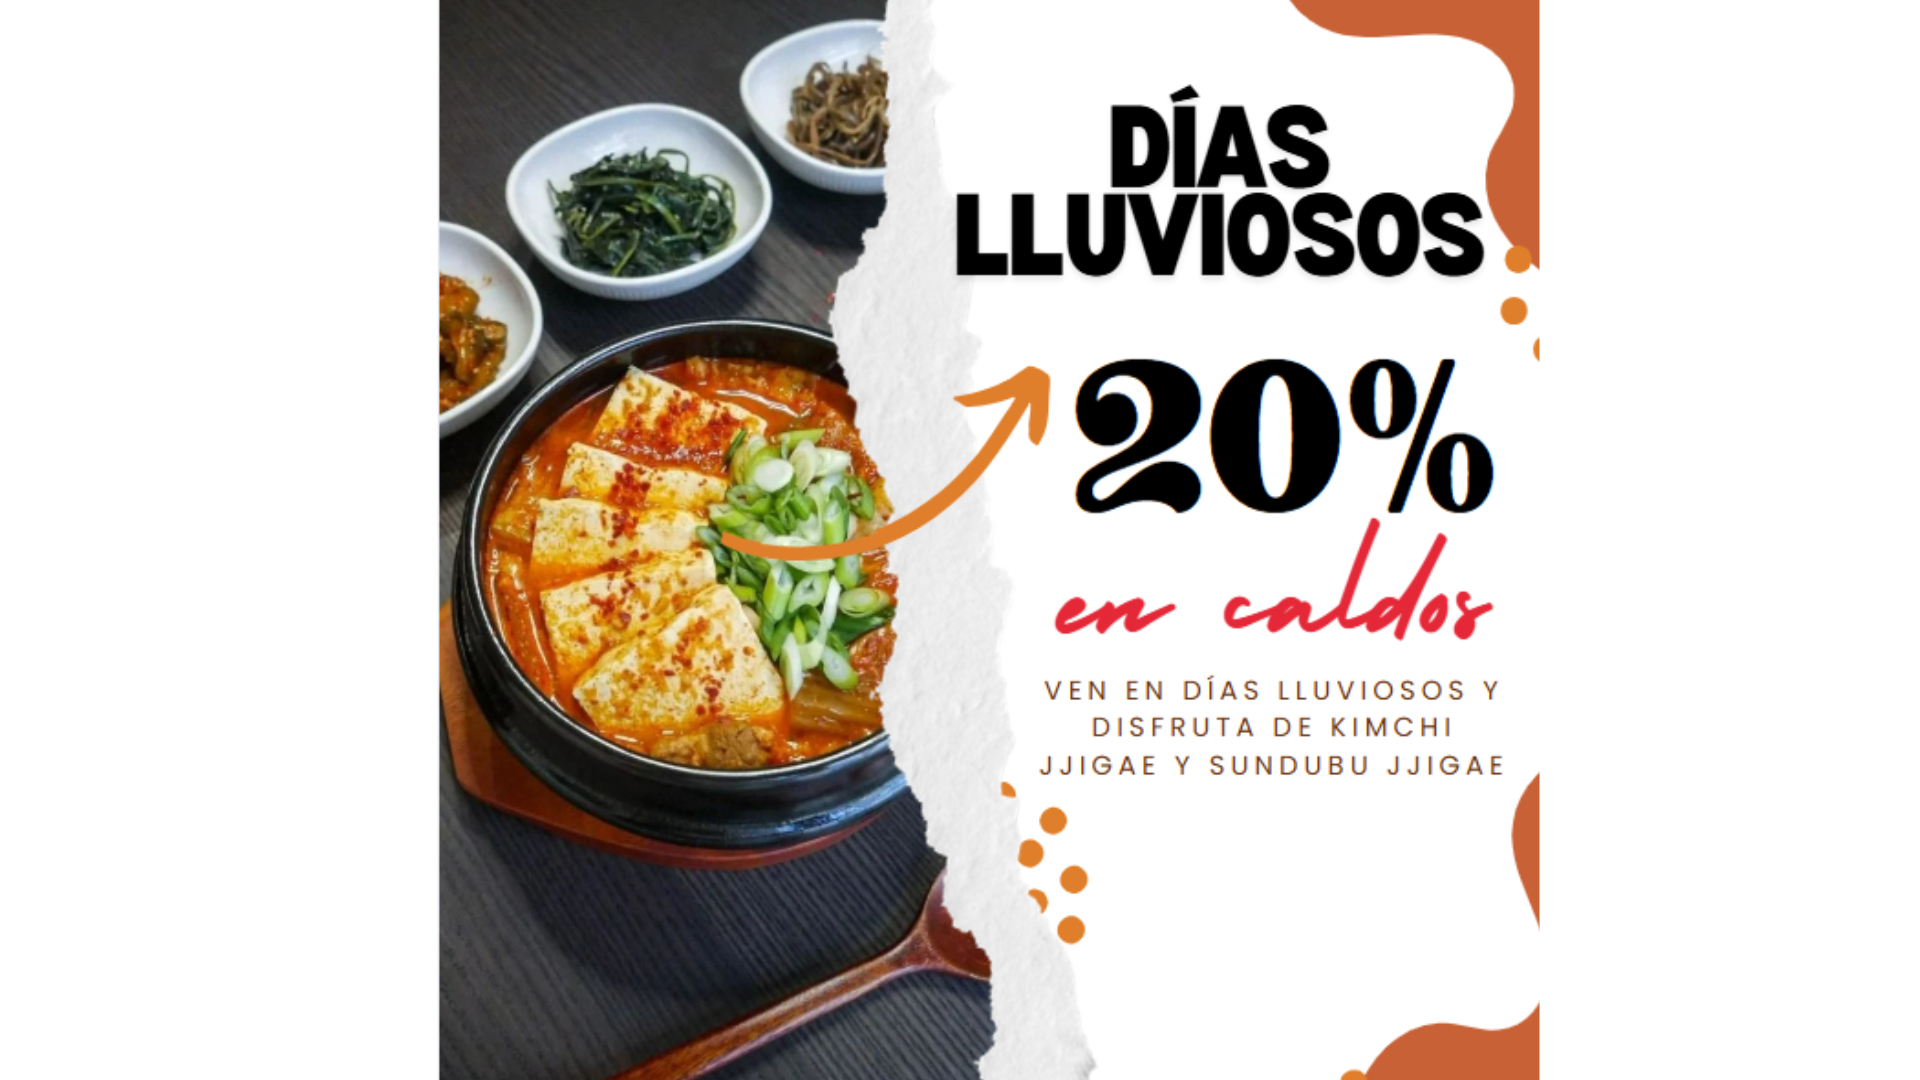 DÍAS
LLUVIOSOS
20%
en caldos
VEN EN DÍAS LLUVIOSOS Y
DISFRUTA DE KIMCHI
JJIGAE Y SUNDUBU JJIGAE